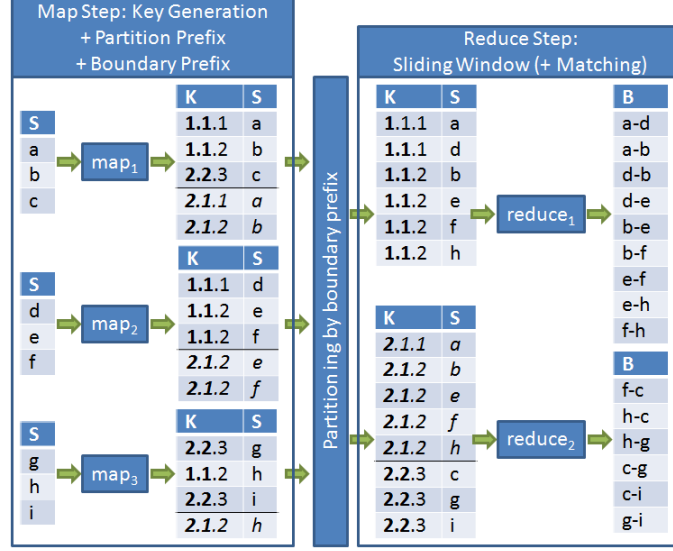 Map Step: Key Generation
+ Partition Prefix
+ Boundary Prefix
S
a
b
c
map1
K S
1.1.1 a
1.1.2 b
2.2.3 c
2.1.1 a
2.1.2 b
S
d
e
f
map2
K S
1.1.1 d
1.1.2 e
1.1.2 f
2.1.2 e
2.1.2 f
S
g
h
i
map3
K S
2.2.3 g
1.1.2 h
2.2.3 i
2.1.2 h
Partition ing by boundary prefix
Reduce Step:
Sliding Window (+ Matching)
K S
1.1.1 a
1.1.1 d
1.1.2 b
1.1.2 e
1.1.2 f
1.1.2 h
reduce1
B
a-d
a-b
d-b
d-e
b-e
b-f
e-f
e-h
f-h
K S
2.1.1 a
2.1.2 b
2.1.2 e
2.1.2 f
2.1.2 h
2.2.3 c
2.2.3 g
2.2.3 i
reduce2
B
f-c
h-c
h-g
c-g
c-i
g-i